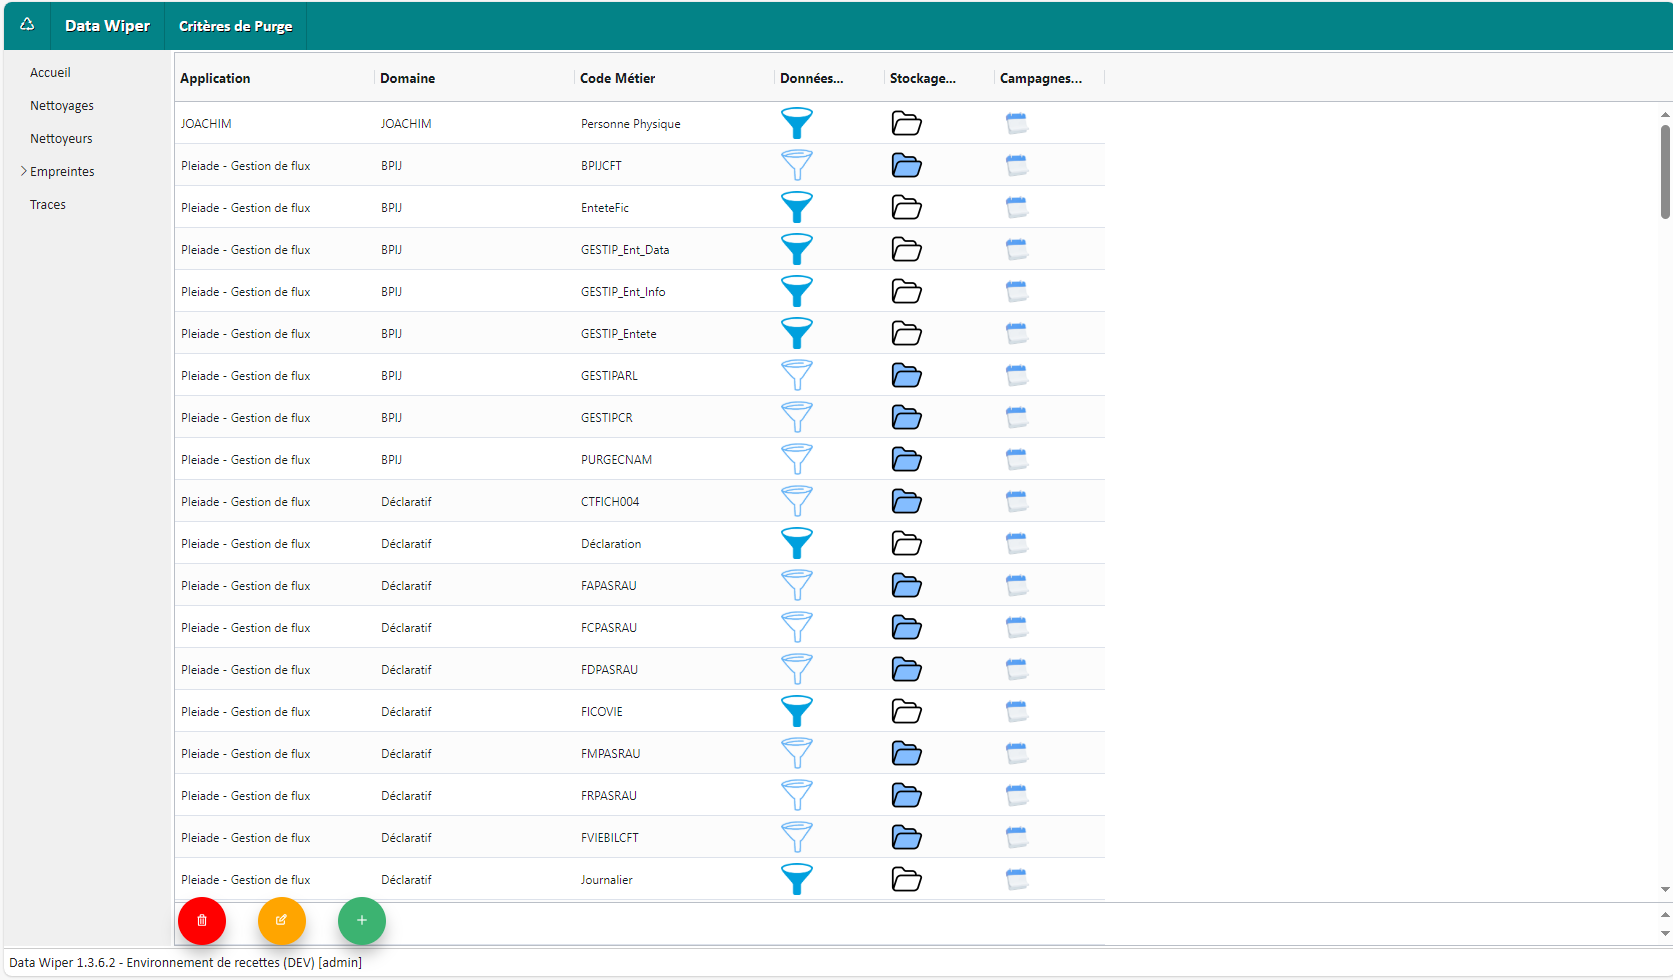 Data Wiper Critères de Purge
Accueil
Nettoyages
Nettoyeurs
Empreintes
Traces
Application Domaine Code Métier Données... Stockage... Campagnes...
JOACHIM JOACHIM Personne Physique
Pleiade - Gestion de flux BPIJ BPIJCFT
Pleiade - Gestion de flux BPIJ EnteteFic
Pleiade - Gestion de flux BPIJ GESTIP_Ent_Data
Pleiade - Gestion de flux BPIJ GESTIP_Ent_Info
Pleiade - Gestion de flux BPIJ GESTIP_Entete
Pleiade - Gestion de flux BPIJ GESTIPARL
Pleiade - Gestion de flux BPIJ GESTIPCR
Pleiade - Gestion de flux BPIJ PURGECNAM
Pleiade - Gestion de flux Déclaratif CTFICH004
Pleiade - Gestion de flux Déclaratif Déclaration
Pleiade - Gestion de flux Déclaratif FAPASRAU
Pleiade - Gestion de flux Déclaratif FCPASRAU
Pleiade - Gestion de flux Déclaratif FDPASRAU
Pleiade - Gestion de flux Déclaratif FICOVIE
Pleiade - Gestion de flux Déclaratif FMPASRAU
Pleiade - Gestion de flux Déclaratif FRPASRAU
Pleiade - Gestion de flux Déclaratif FVIEBILCFT
Pleiade - Gestion de flux Déclaratif Journalier
Data Wiper 1.3.6.2 - Environnement de recettes (DEV) [admin]